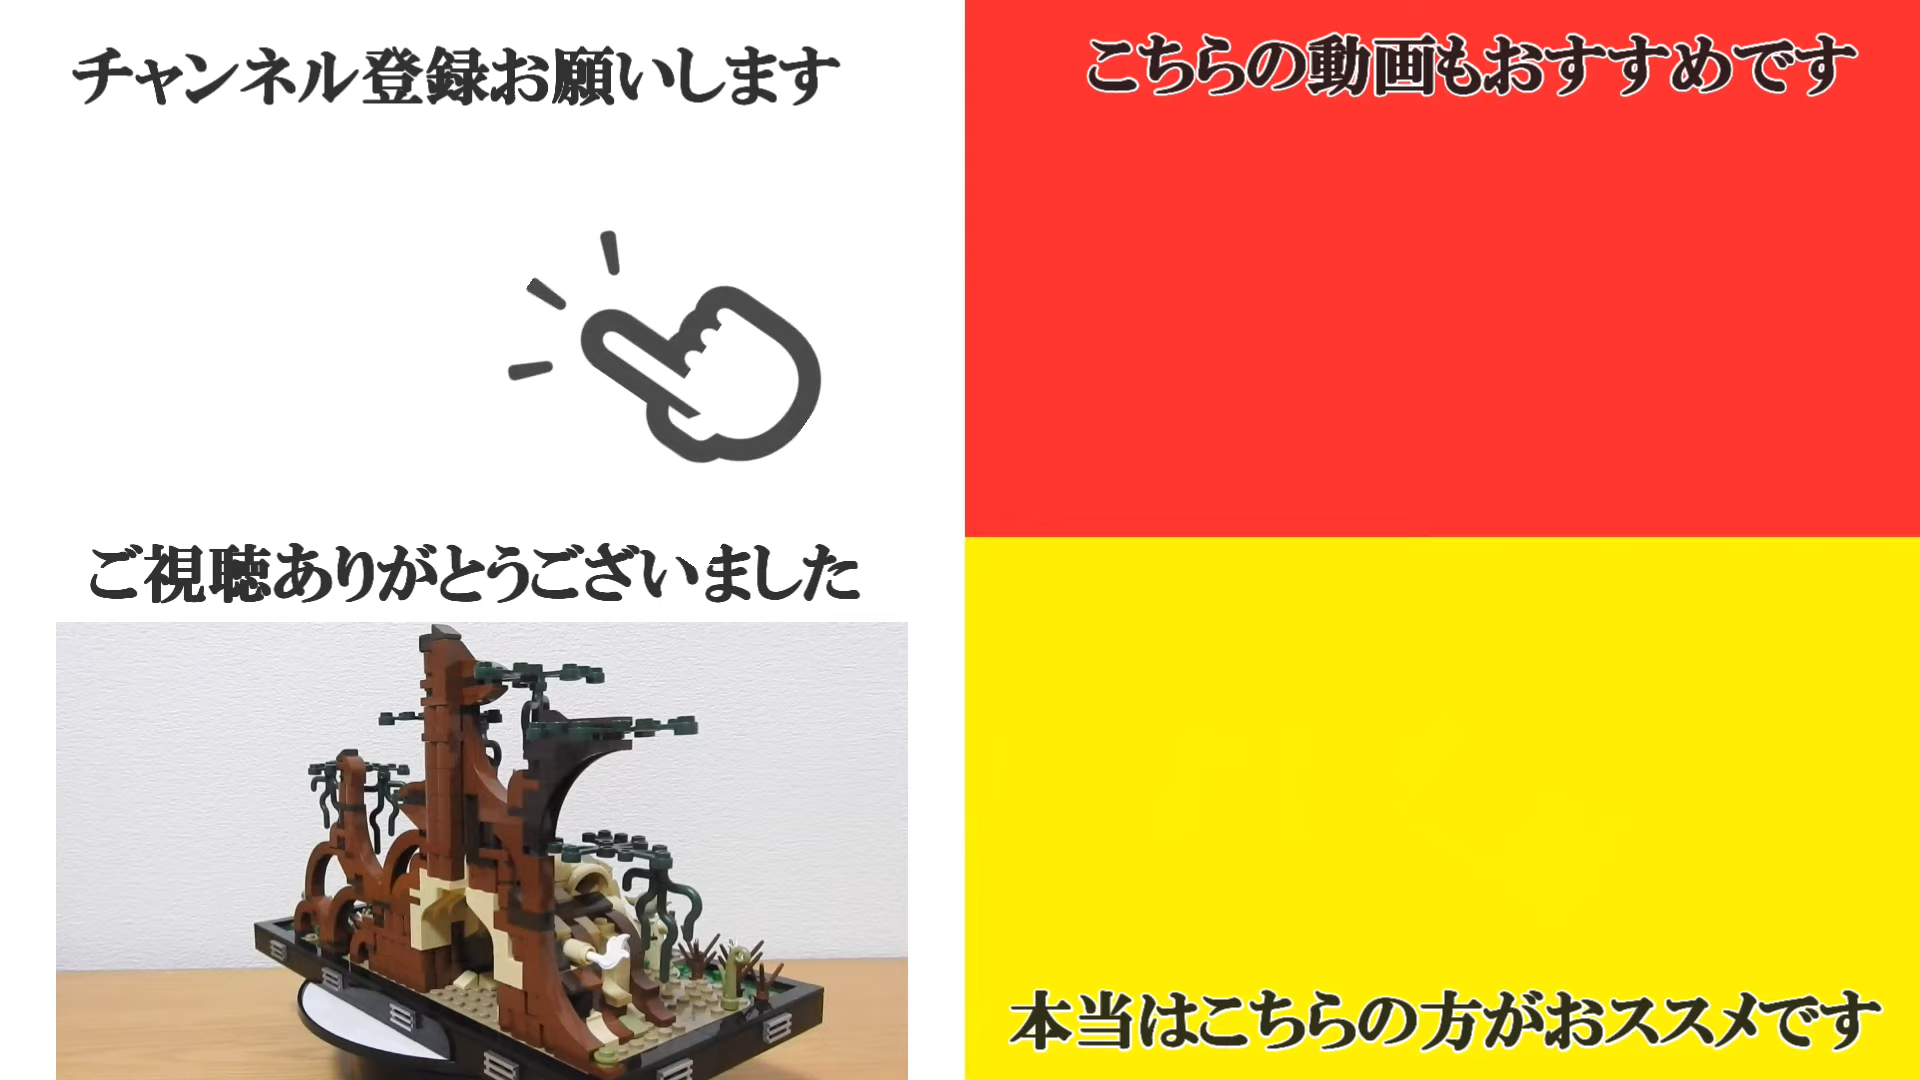 チャンネル登録お願いします
こちらの動画もおすすめです
ご視聴ありがとうございました
本当はこちらの方がおススメです